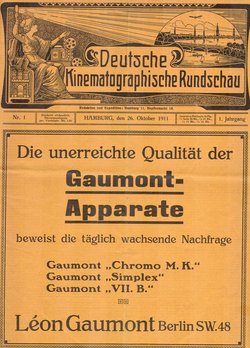 Deutsche
Kinematographische Rundschau
Nr. 1
HAMBURG, den 26. Oktober 1911
1. Jahrgang
Die unerreichte Qualität der
Gaumont-
Apparate
beweist die täglich wachsende Nachfrage
Gaumont „Chromo M. K."
Gaumont „Simplex"
Gaumont „VII. B."
Léon Gaumont Berlin SW. 48